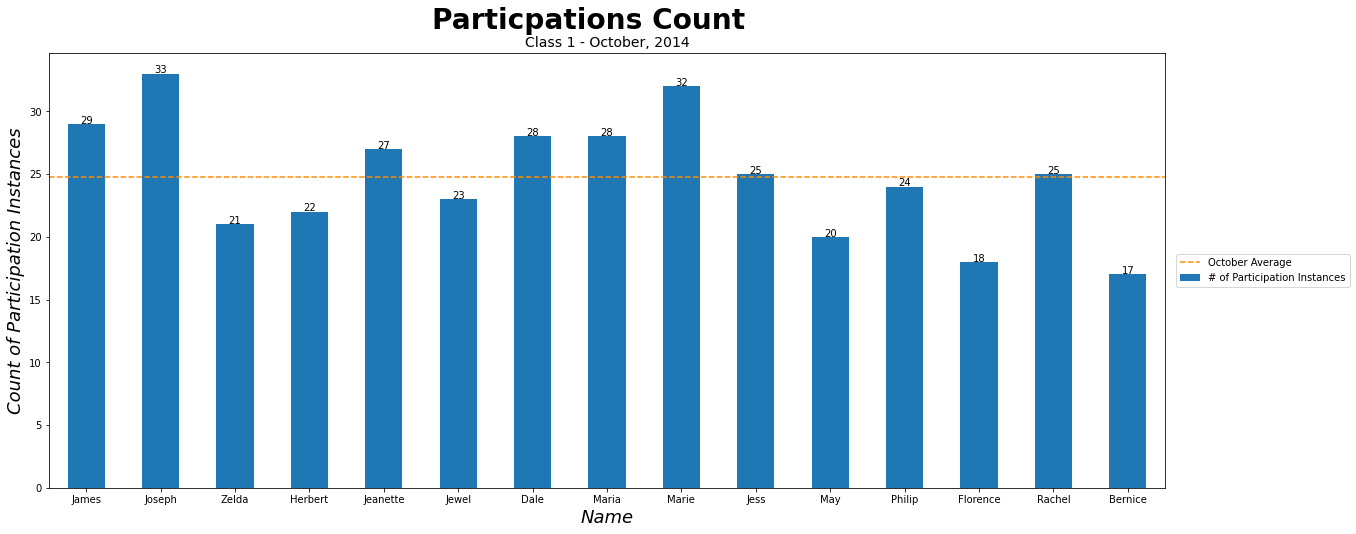 Particpations Count
Class 1 - October, 2014
Count of Participation Instances
30
25
20
15
10
5
0
29
33
21
22
27
23
28
28
32
25
20
24
18
25
17
James
Joseph
Zelda
Herbert
Jeanette
Jewel
Dale
Maria
Marie
Jess
May
Philip
Florence
Rachel
Bernice
Name
October Average
# of Participation Instances